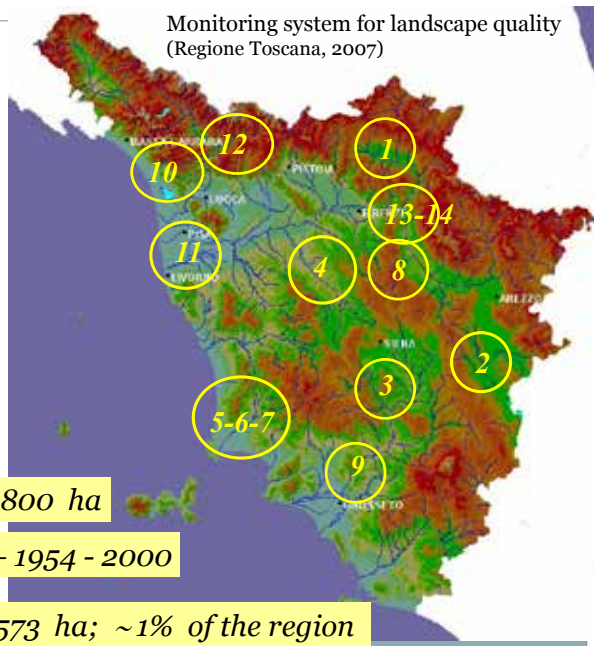 Monitoring system for landscape quality
(Regione Toscana, 2007)
12
1
10
PISTOIA
LUCCA
13-14
PISA
11
LIVORNO
4
8
AREZZO
SIENA
2
3
5-6-7
9
GROSSETO
800 ha
- 1954 - 2000
573 ha; ~1% of the region